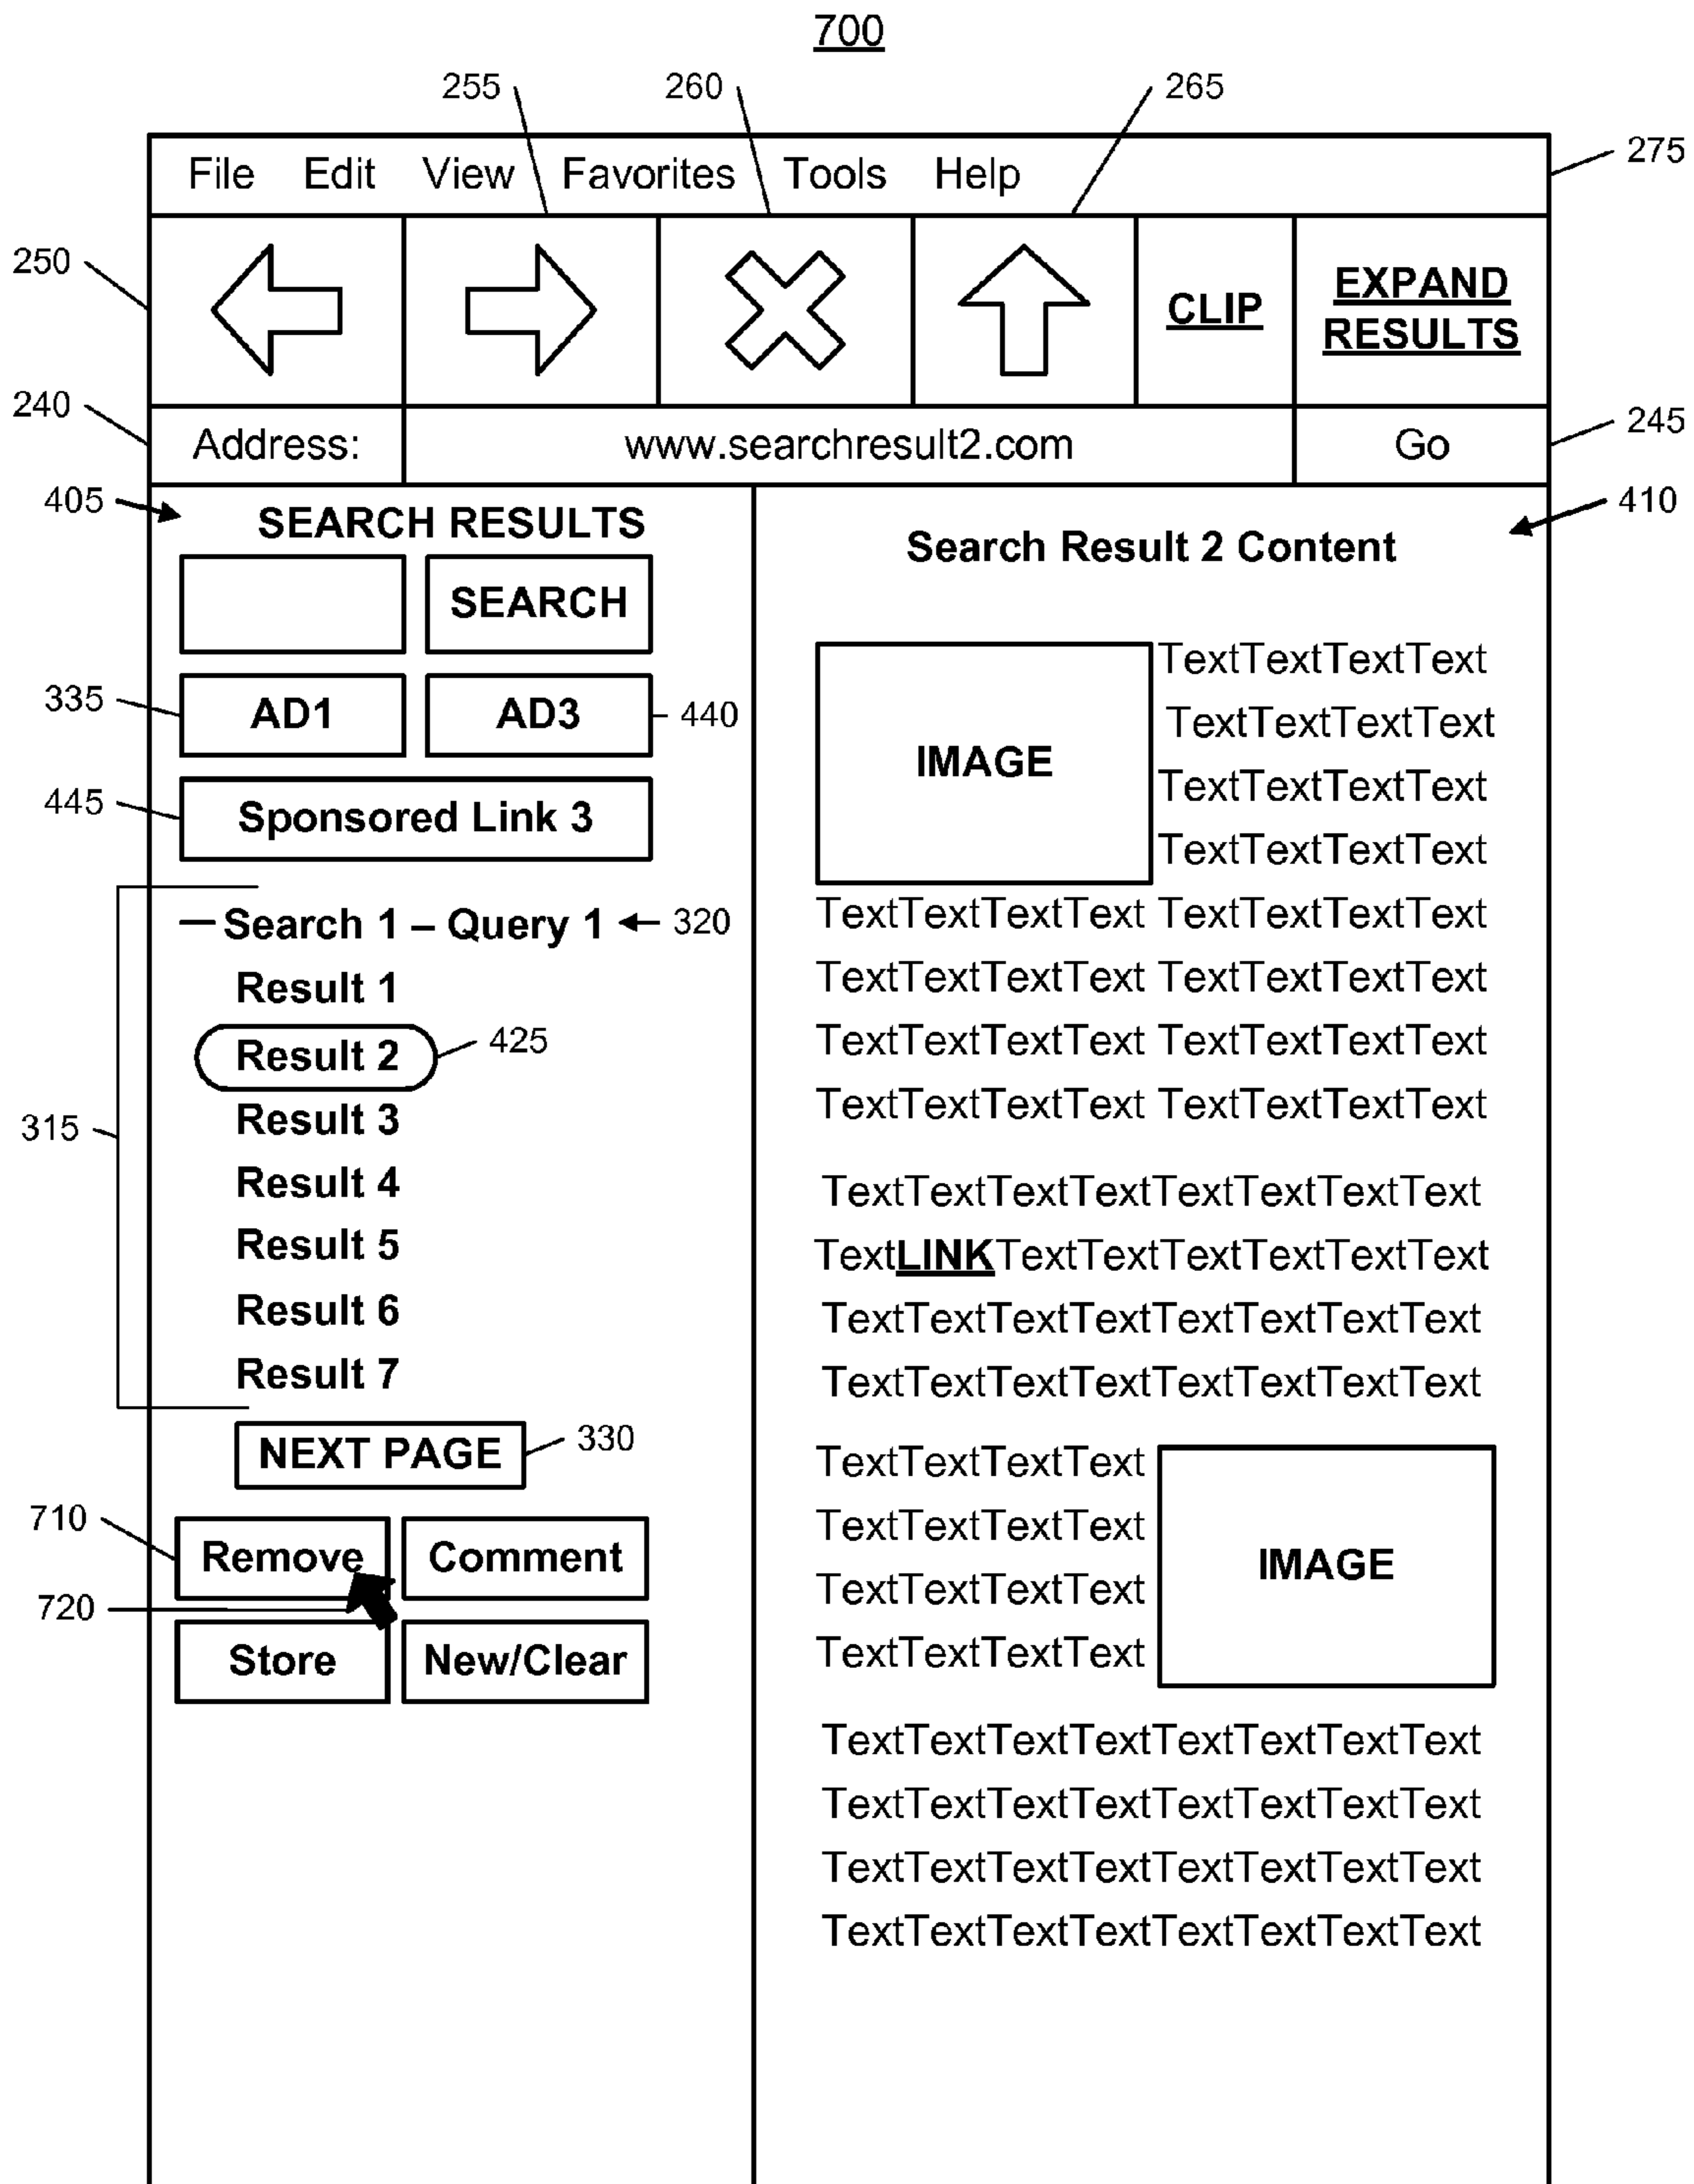 700
255 260 265
File Edit View Favorites Tools Help 275
250
CLIP
EXPAND
RESULTS
240
Address: www.searchresult2.com Go 245
405 SEARCH RESULTS
SEARCH
335 AD1 AD3 440
445 Sponsored Link 3
315
— Search 1 – Query 1 320
Result 1
Result 2 425
Result 3
Result 4
Result 5
Result 6
Result 7
NEXT PAGE 330
710 Remove Comment
720
Store New/Clear
410
Search Result 2 Content
IMAGE
TextTextTextText
TextTextTextText
TextTextTextText
TextTextTextText
TextTextTextText TextTextTextText
TextTextTextText TextTextTextText
TextTextTextText TextTextTextText
TextTextTextText TextTextTextText
TextTextTextTextTextTextTextText
TextLINKTextTextTextTextTextText
TextTextTextTextTextTextTextText
TextTextTextTextTextTextTextText
TextTextTextText
TextTextTextText
TextTextTextText
TextTextTextText
IMAGE
TextTextTextTextTextTextTextText
TextTextTextTextTextTextTextText
TextTextTextTextTextTextTextText
TextTextTextTextTextTextTextText